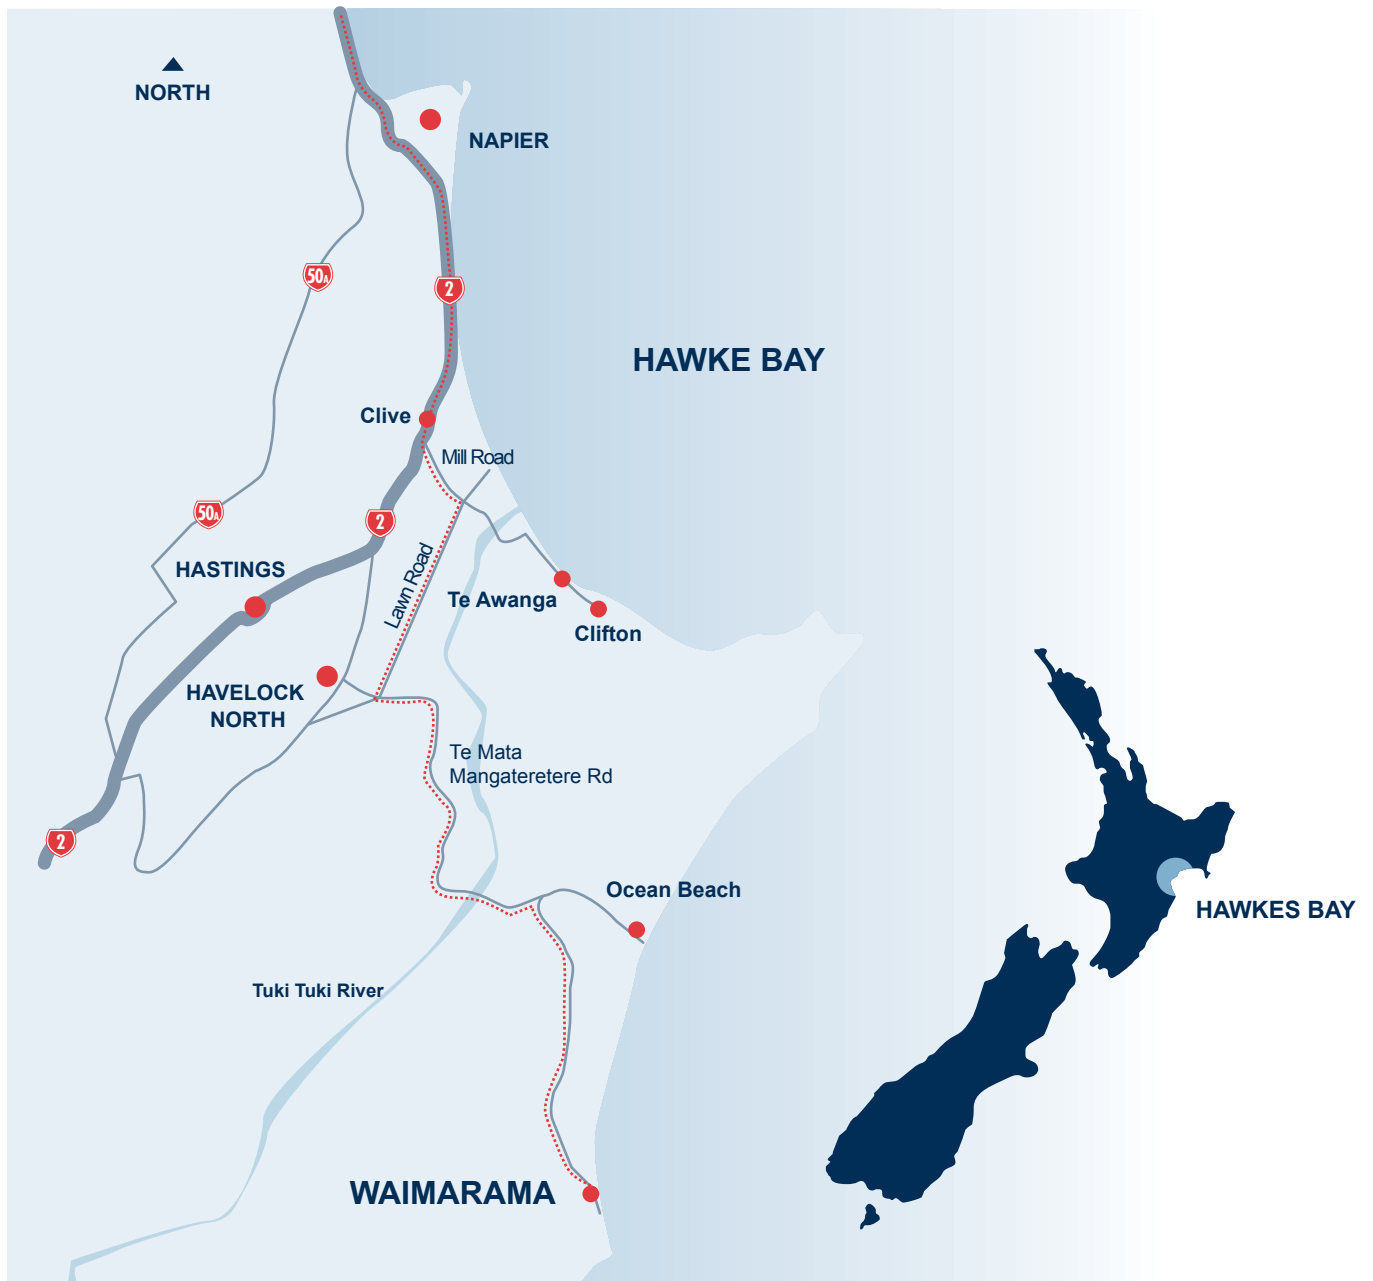 NORTH
NAPIER
50A
2
HAWKE BAY
Clive
Mill Road
50A
2
HASTINGS
Lawn Road
Te Awanga
Clifton
HAVELOCK
NORTH
Te Mata
Mangateretere Rd
2
Ocean Beach
HAWKES BAY
Tuki Tuki River
WAIMARAMA